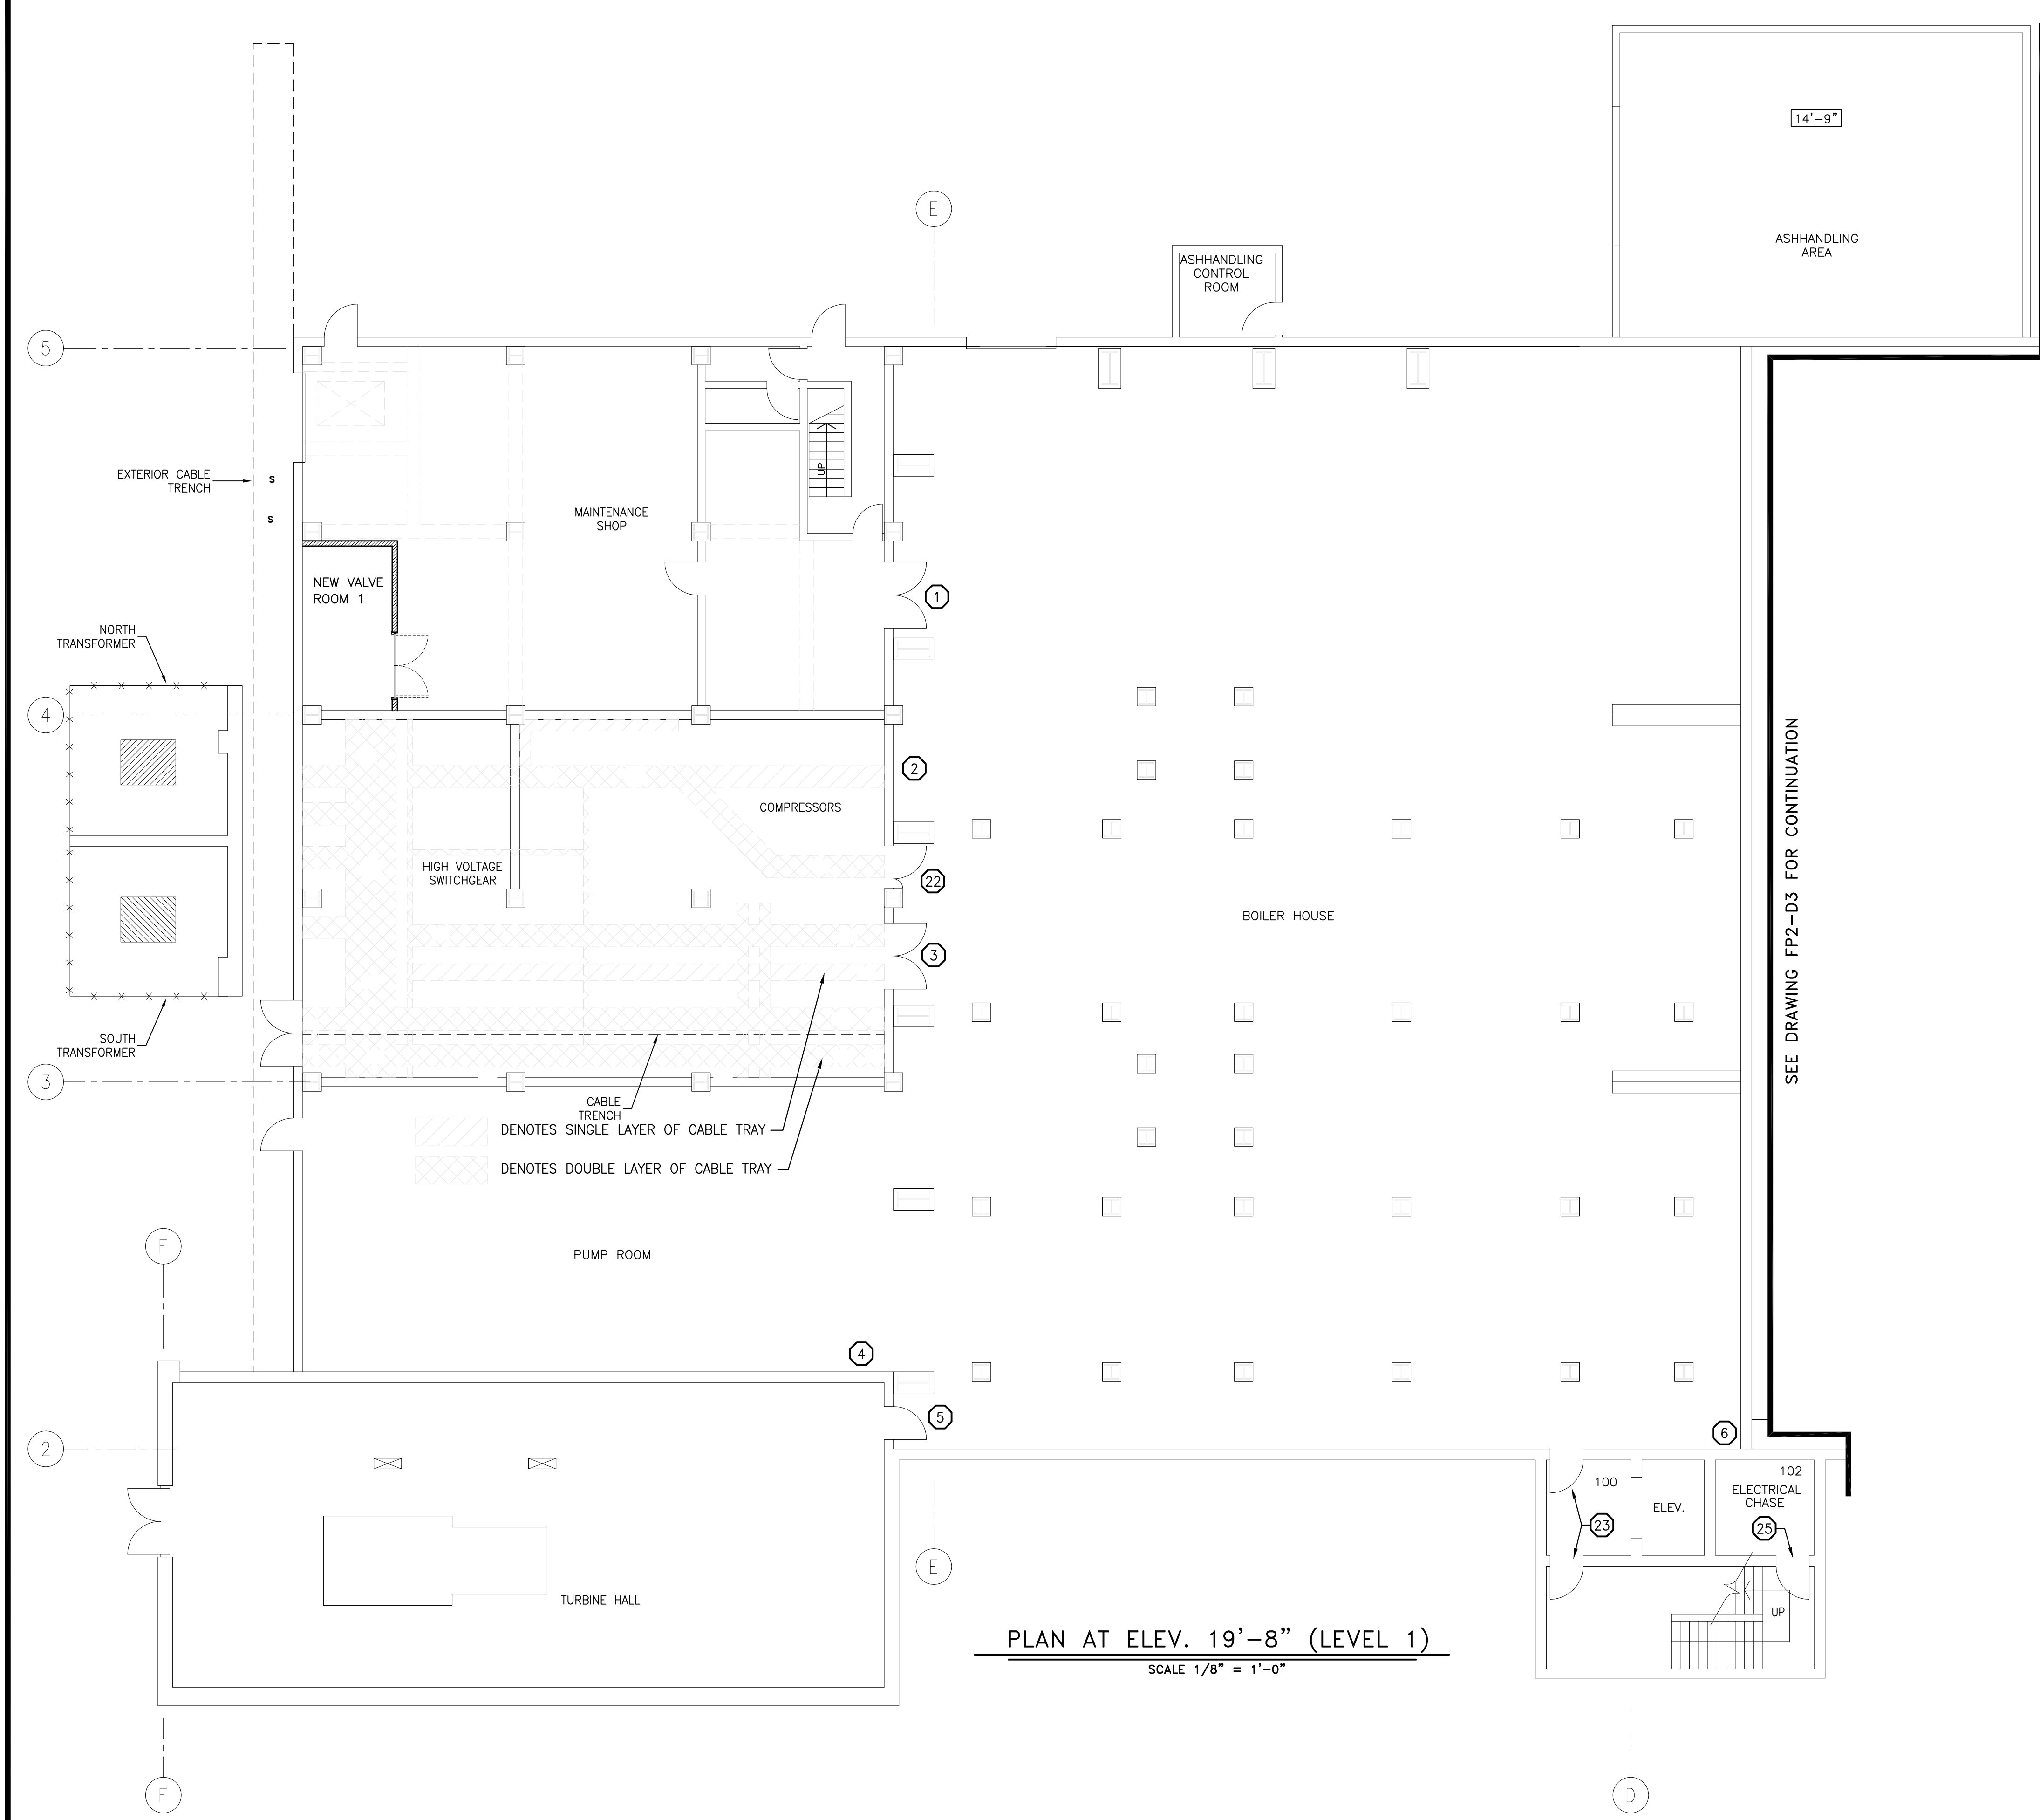 14'-9"
ASHHANDLING
AREA
E
ASHHANDLING
CONTROL
ROOM
5
EXTERIOR CABLE
TRENCH
S
S
UP
MAINTENANCE
SHOP
NEW VALVE
ROOM 1
1
NORTH
TRANSFORMER
4
2
COMPRESSORS
HIGH VOLTAGE
SWITCHGEAR
22
BOILER HOUSE
3
SEE DRAWING FP2-D3 FOR CONTINUATION
SOUTH
TRANSFORMER
3
CABLE
TRENCH
DENOTES SINGLE LAYER OF CABLE TRAY
DENOTES DOUBLE LAYER OF CABLE TRAY
F
PUMP ROOM
4
5
6
2
100
ELEV.
102
ELECTRICAL
CHASE
23
25
E
TURBINE HALL
UP
PLAN AT ELEV. 19'-8" (LEVEL 1)
SCALE 1/8" = 1'-0"
F
D